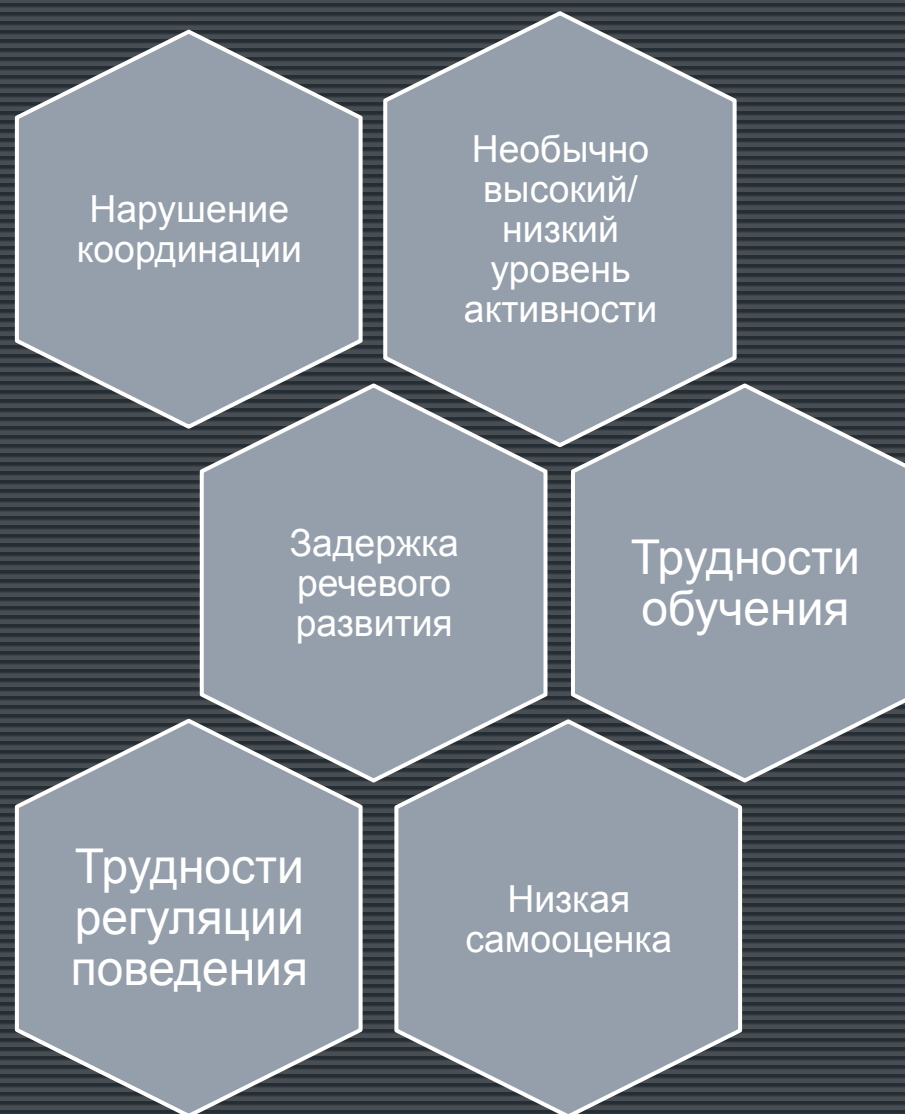 Нарушение
координации
Необычно
высокий/
низкий
уровень
активности
Задержка
речевого
развития
Трудности
обучения
Трудности
регуляции
поведения
Низкая
самооценка